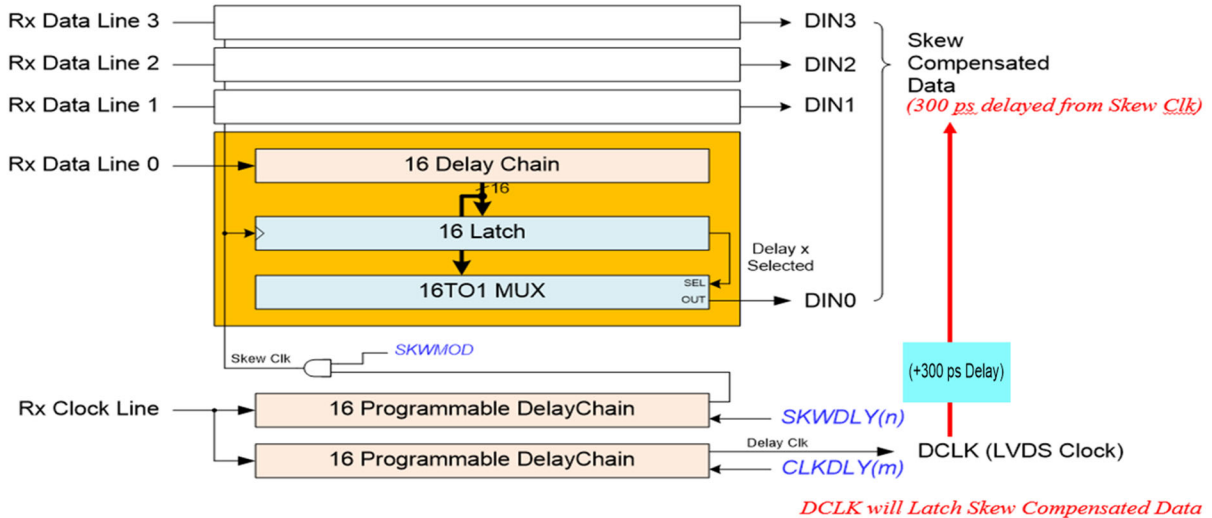 Rx Data Line 3
DIN3
Rx Data Line 2
DIN2
Rx Data Line 1
DIN1
Skew
Compensated
Data
(300 ps delayed from Skew Clk)
Rx Data Line 0
16 Delay Chain
16
16 Latch
Delay x
Selected
16TO1 MUX
SEL
OUT
DIN0
Skew Clk
SKWMOD
(+300 ps Delay)
Rx Clock Line
16 Programmable DelayChain
SKWDLY(n)
16 Programmable DelayChain
Delay Clk
DCLK (LVDS Clock)
CLKDLY(m)
DCLK will Latch Skew Compensated Data